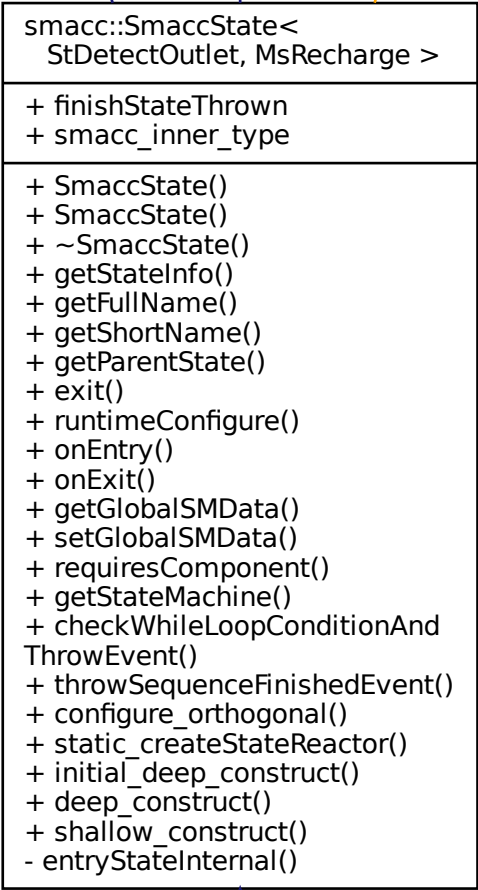 smacc::SmaccState<
StDetectOutlet, MsRecharge >
+ finishStateThrown
+ smacc_inner_type
+ SmaccState()
+ SmaccState()
+ ~SmaccState()
+ getStateInfo()
+ getFullName()
+ getShortName()
+ getParentState()
+ exit()
+ runtimeConfigure()
+ onEntry()
+ onExit()
+ getGlobalSMData()
+ setGlobalSMData()
+ requiresComponent()
+ getStateMachine()
+ checkWhileLoopConditionAnd
ThrowEvent()
+ throwSequenceFinishedEvent()
+ configure_orthogonal()
+ static_createStateReactor()
+ initial_deep_construct()
+ deep_construct()
+ shallow_construct()
- entryStateInternal()